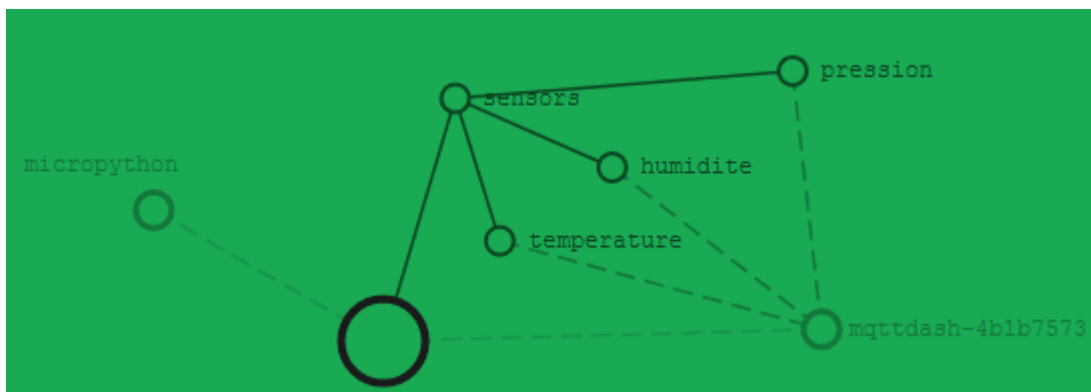 pression
sensors
micropython
humidite
temperature
mqttdash-4b1b7573